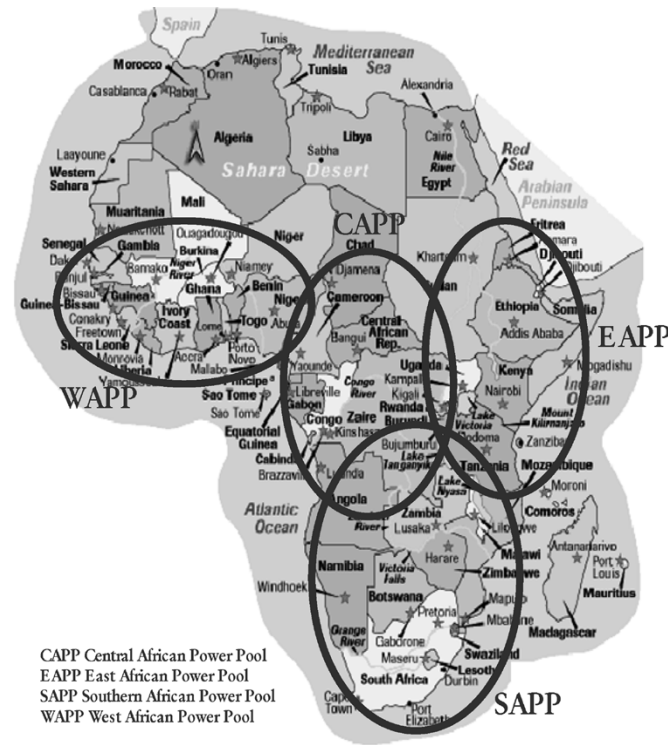 Spain
Tunis
Mediterranean
Sea
Morocco
Oran
Algiers
Tunisia
Casablanca
Rabat
Tripoli
Alexandria
Cairo
Algeria
Libya
Sabha
Nile
River
Egypt
Red
Sea
Laayoune
Western
Sahara
Sahara Desert
Arabian
Peninsula
Mali
Muaritania
Ouagadougou
Niger
CAPP
Chad
Eritrea
Senegal
Gambia
Burkina
Niger
River
Niamey
Djamena
Djibouti
Djibouti
Banjul
Bamako
Bissau
Guinea-Bissau
Guinea
Ghana
Benin
Cameroon
Ethiopia
Somalia
Conakry
Freetown
Sierra Leone
Ivory
Coast
Lome
Togo
Abuja
Central
African
Rep.
Addis Ababa
EAPP
Monrovia
Liberia
Accra
Porto
Novo
Malabo
Yaounde
Bangui
Uganda
Kampala
Kenya
Mogadishu
WAPP
Principe
Sao Tome
Sao Tome
Libreville
Gabon
Congo
River
Kigali
Rwanda
Burundi
Nairobi
Indian
Ocean
Equatorial
Guinea
Congo
Zaire
Kinshasa
Lake
Victoria
Mount
Kilimanjaro
Cabinda
Brazzaville
Bujumburu
Lake
Dodoma
Zanzibar
Tanzania
Luanda
Angola
Lake
Nyasa
Mozambique
Moroni
Comoros
Atlantic
Ocean
River
Zambia
Lusaka
Lilongwe
Malawi
Antananarivo
Port
Louis
Mauritius
Namibia
Victoria
Falls
Harare
Zimbabwe
Windhoek
Botswana
Pretoria
Maputo
Mbabane
Madagascar
Orange
River
Gabdrone
Swaziland
Maseru
Lesotho
South Africa
Durbin
Cape
Town
Port
Elizabeth
SAPP
CAPP Central African Power Pool
EAPP East African Power Pool
SAPP Southern African Power Pool
WAPP West African Power Pool